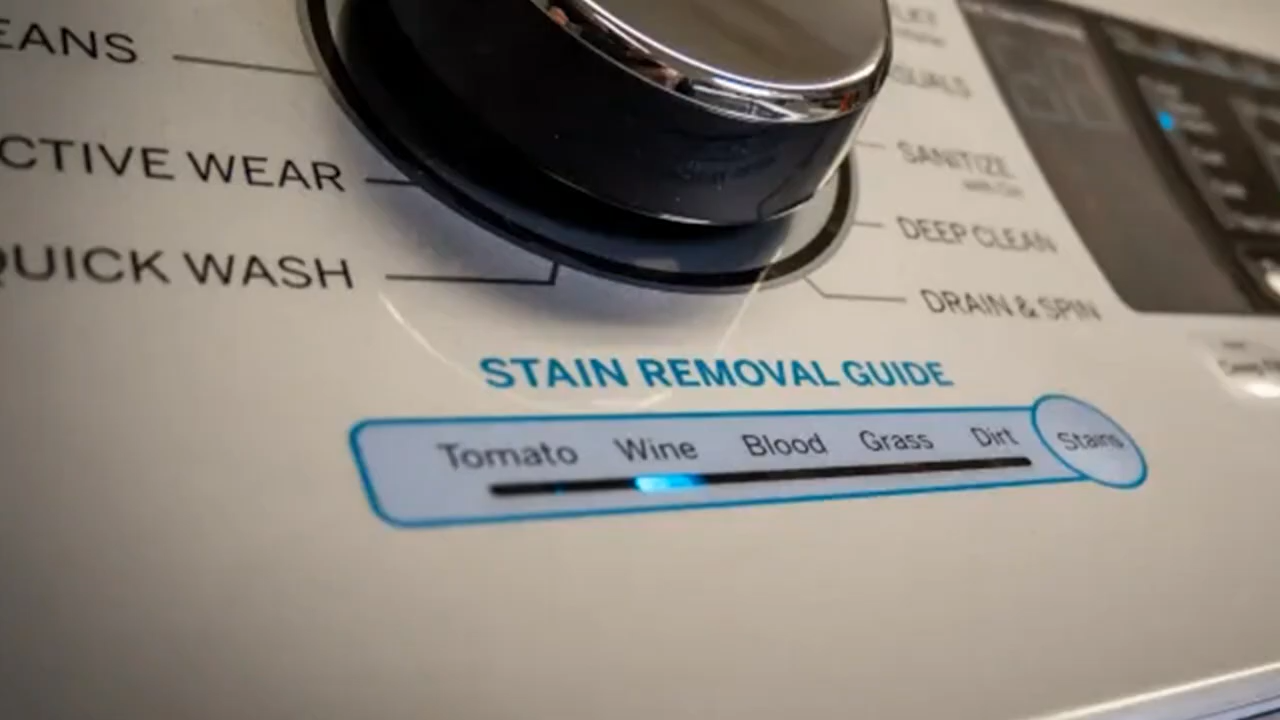 EANS
CTIVE WEAR
QUICK WASH
SANITIZE
DEEP CLEAN
DRAIN & SPIN
STAIN REMOVAL GUIDE
Tomato Wine Blood Grass Dirt Stains